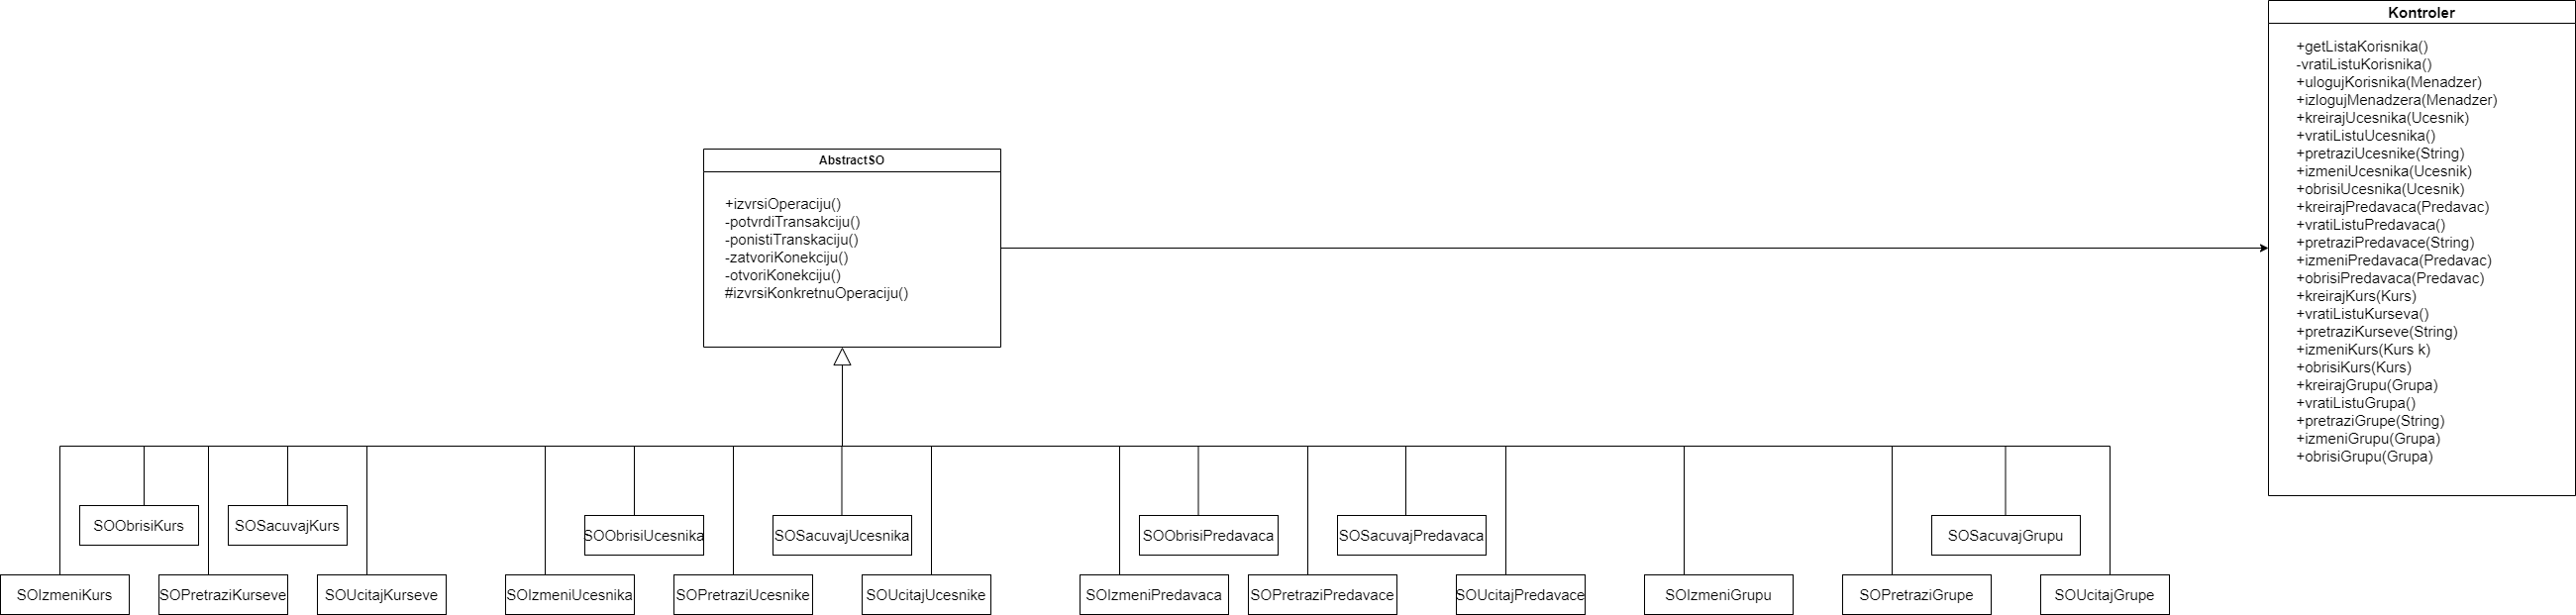 Kontroler
+getListaKorisnika()
-vratiListuKorisnika()
+ulogujKorisnika(Menadzer)
+izlogujMenadzera(Menadzer)
+kreirajUcesnika(Ucesnik)
+vratiListuUcesnika()
+pretraziUcesnike(String)
+izmeniUcesnika(Ucesnik)
+obrisiUcesnika(Ucesnik)
+kreirajPredavaca(Predavac)
+vratiListuPredavaca()
+pretraziPredavace(String)
+izmeniPredavaca(Predavac)
+obrisiPredavaca(Predavac)
+kreirajKurs(Kurs)
+vratiListuKurseva()
+pretraziKurseve(String)
+izmeniKurs(Kurs k)
+obrisiKurs(Kurs)
+kreirajGrupu(Grupa)
+vratiListuGrupa()
+pretraziGrupe(String)
+izmeniGrupu(Grupa)
+obrisiGrupu(Grupa)
AbstractSO
+izvrsiOperaciju()
-potvrdiTransakciju()
-ponistiTranskaciju()
-zatvoriKonekciju()
-otvoriKonekciju()
#izvrsiKonkretnuOperaciju()
SOObrisiKurs
SOSacuvajKurs
SOObrisiUcesnika
SOSacuvajUcesnika
SOObrisiPredavaca
SOSacuvajPredavaca
SOSacuvajGrupu
SOIzmeniKurs
SOPretraziKurseve
SOUcitajKurseve
SOIzmeniUcesnika
SOPretraziUcesnike
SOUcitajUcesnike
SOIzmeniPredavaca
SOPretraziPredavace
SOUcitajPredavace
SOIzmeniGrupu
SOPretraziGrupe
SOUcitajGrupe